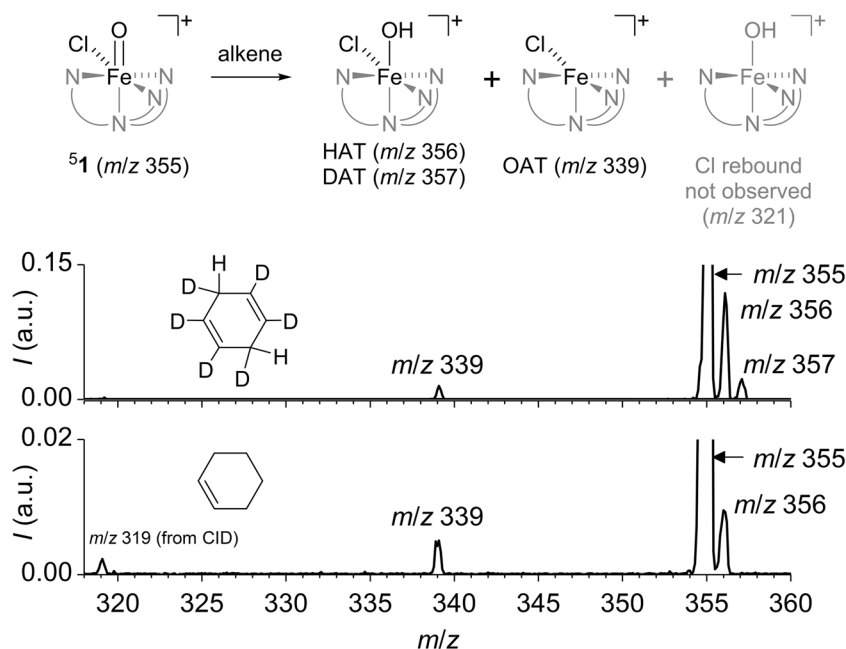 Cl O ]+ alkene Cl OH ]+ Cl ]+ OH ]+
N Fe N N N N Fe N N N + N Fe N N N + N Fe N N N
⁵1 (m/z 355)
HAT (m/z 356)
DAT (m/z 357)
OAT (m/z 339)
Cl rebound
not observed
(m/z 321)
0.15
I (a.u.)
0.00
H
D D
D D
H
D D
m/z 339
m/z 355
m/z 356
m/z 357
0.02
I (a.u.)
0.00
m/z 319 (from CID)
m/z 339
m/z 355
m/z 356
320 325 330 335 340 345 350 355 360
m/z